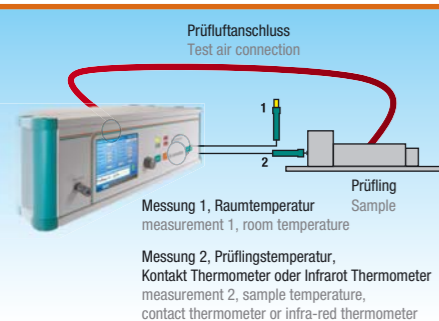 Prüfluftanschluss
Test air connection
1
2
Prüfling
Sample
Messung 1, Raumtemperatur
measurement 1, room temperature
Messung 2, Prüflingstemperatur,
Kontakt Thermometer oder Infrarot Thermometer
measurement 2, sample temperature,
contact thermometer or infra-red thermometer